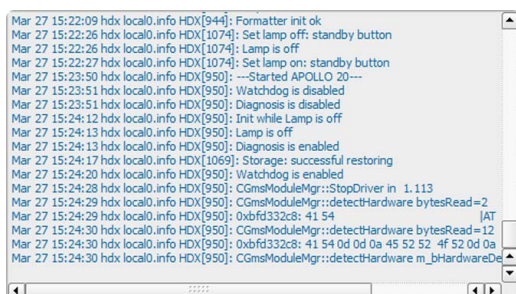 Mar 27 15:22:09 hdx local0.info HDX[944]: Formatter init ok
Mar 27 15:22:26 hdx local0.info HDX[1074]: Set lamp off: standby button
Mar 27 15:22:26 hdx local0.info HDX[1074]: Lamp is off
Mar 27 15:22:27 hdx local0.info HDX[1074]: Set lamp on: standby button
Mar 27 15:23:50 hdx local0.info HDX[950]: ---Started APOLLO 20---
Mar 27 15:23:51 hdx local0.info HDX[950]: Watchdog is disabled
Mar 27 15:23:51 hdx local0.info HDX[950]: Diagnosis is disabled
Mar 27 15:24:12 hdx local0.info HDX[950]: Init while Lamp is off
Mar 27 15:24:13 hdx local0.info HDX[950]: Lamp is off
Mar 27 15:24:13 hdx local0.info HDX[950]: Diagnosis is enabled
Mar 27 15:24:17 hdx local0.info HDX[1069]: Storage: successful restoring
Mar 27 15:24:20 hdx local0.info HDX[950]: Watchdog is enabled
Mar 27 15:24:28 hdx local0.info HDX[950]: CGmsModuleMgr::StopDriver in 1.113
Mar 27 15:24:29 hdx local0.info HDX[950]: CGmsModuleMgr::detectHardware bytesRead=2
Mar 27 15:24:29 hdx local0.info HDX[950]: 0xbfd332c8: 41 54 |AT
Mar 27 15:24:30 hdx local0.info HDX[950]: CGmsModuleMgr::detectHardware bytesRead=12
Mar 27 15:24:30 hdx local0.info HDX[950]: 0xbfd332c8: 41 54 0d 0d 0a 45 52 52 4f 52 0d 0a
Mar 27 15:24:30 hdx local0.info HDX[950]: CGmsModuleMgr::detectHardware m_bHardwareDe